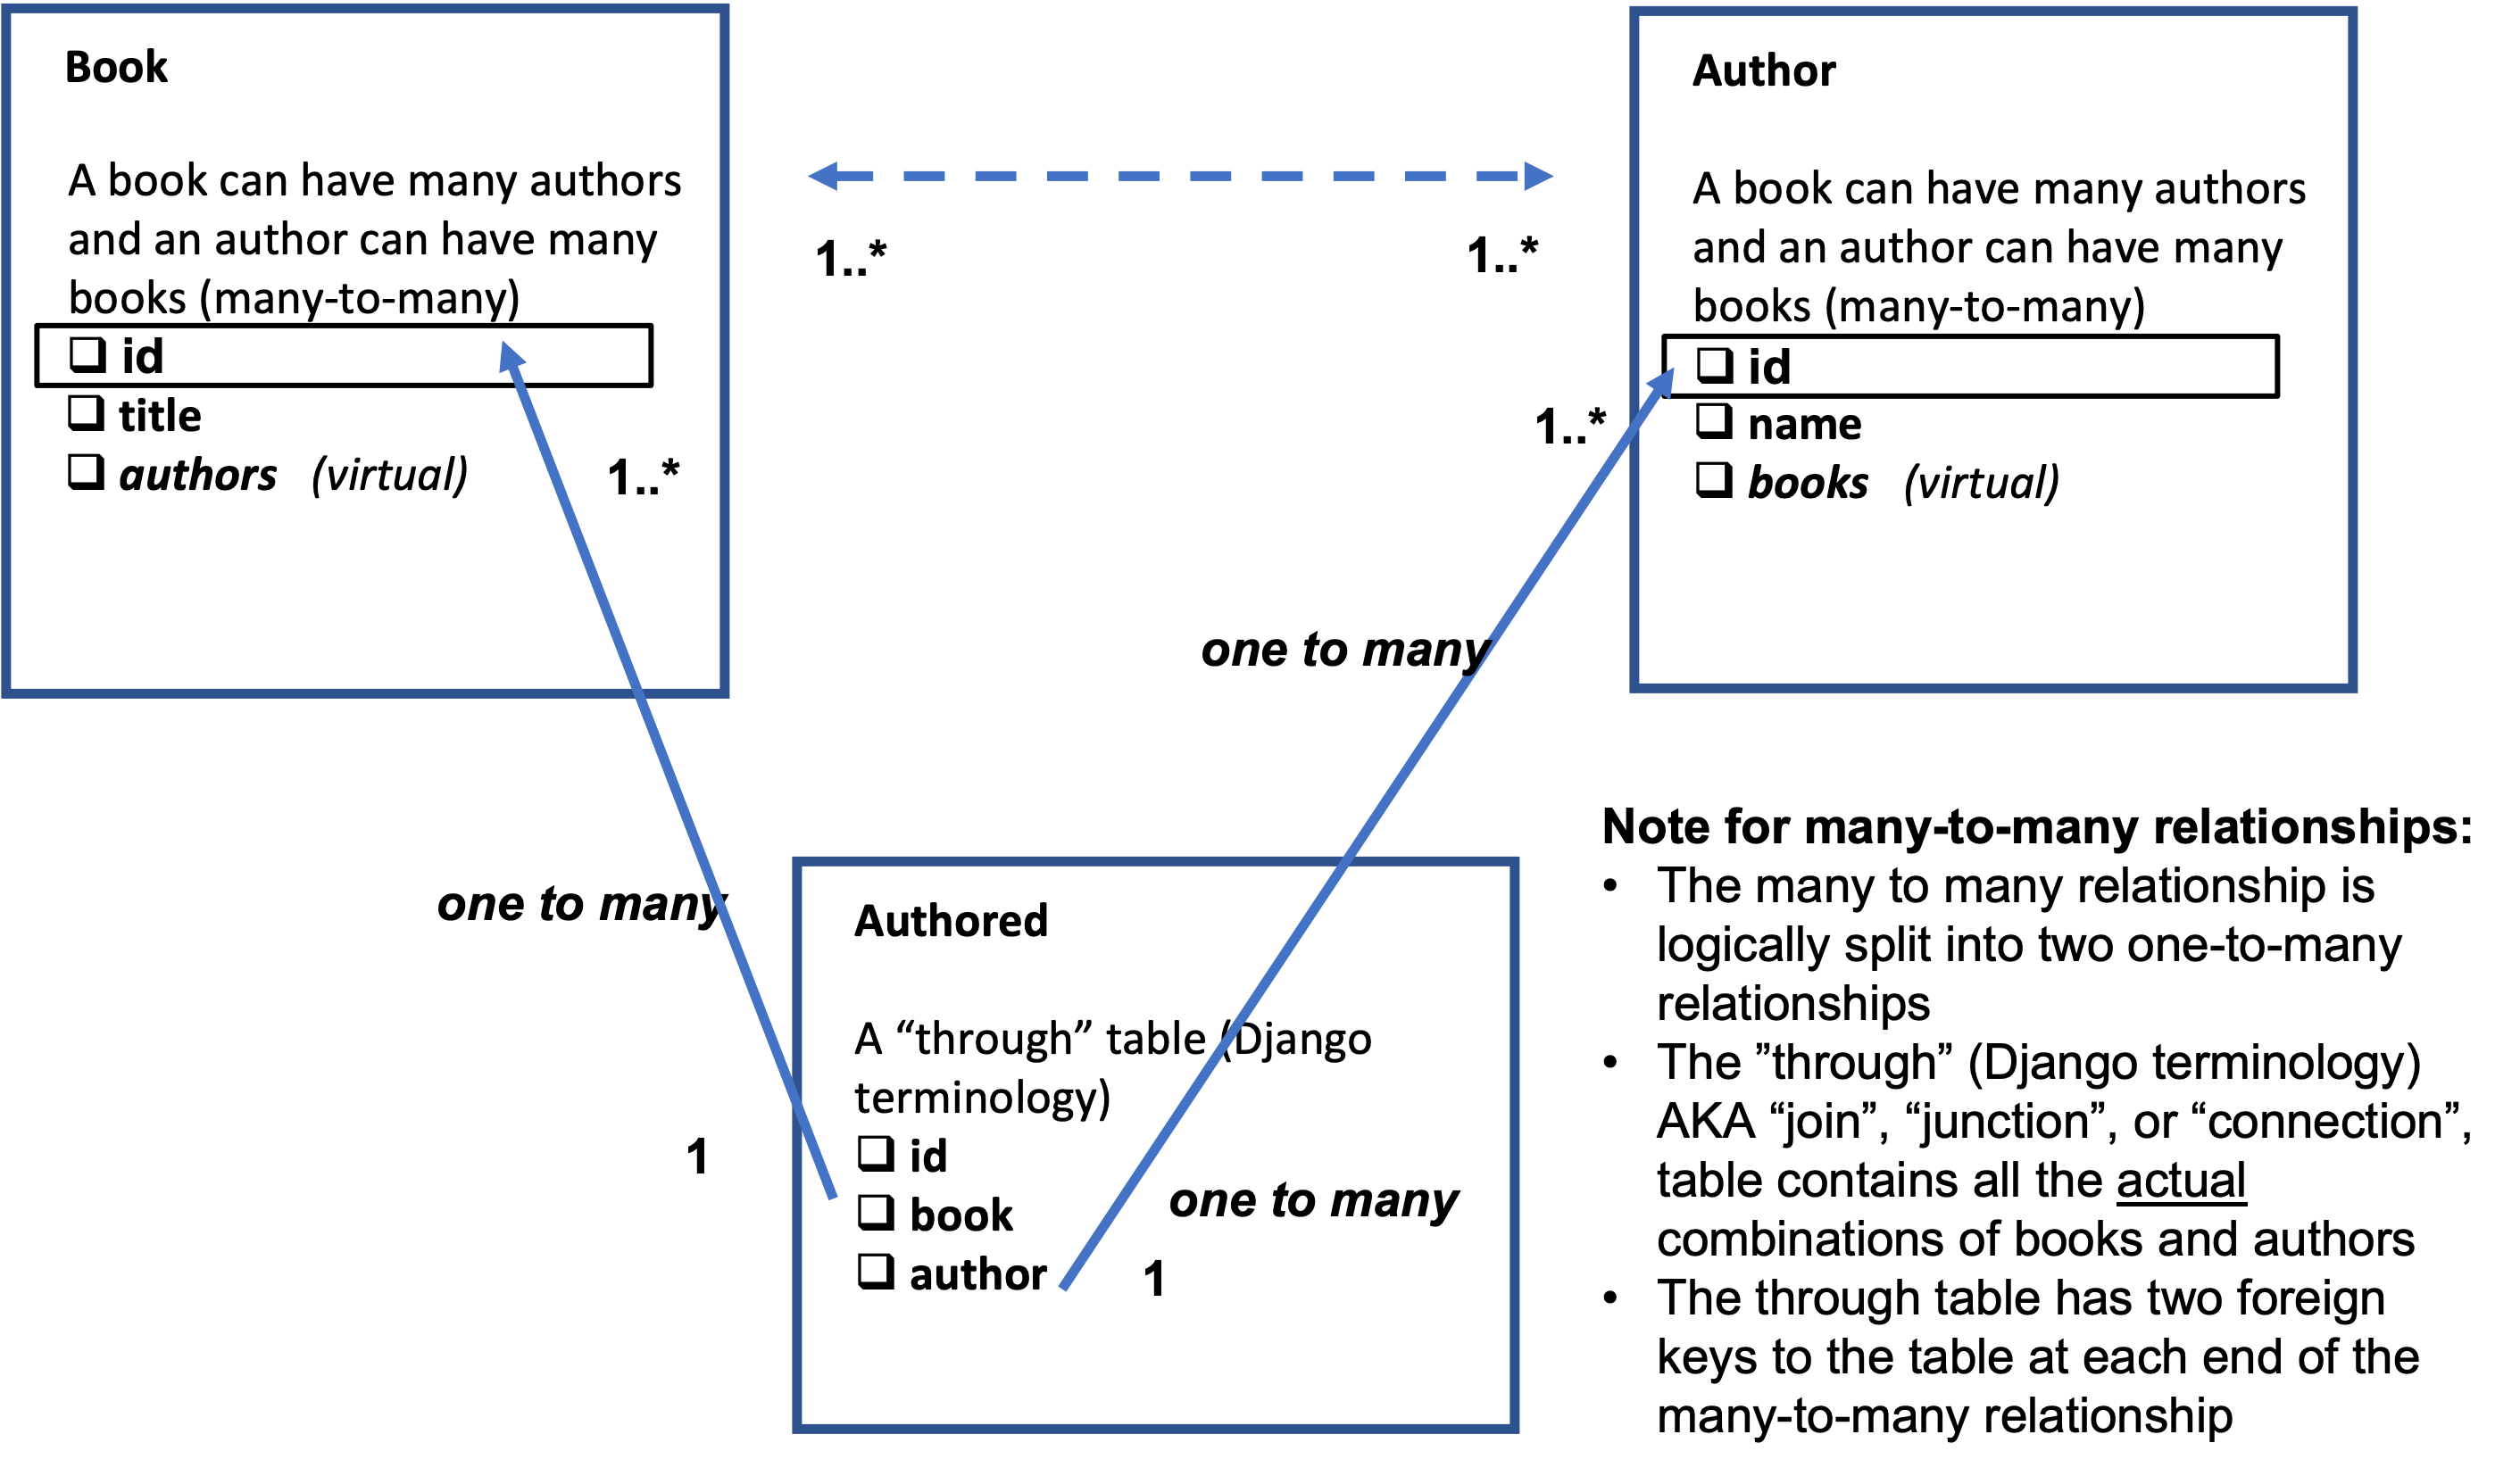 Book
A book can have many authors
and an author can have many
books (many-to-many)
❑ id
❑ title
❑ authors (virtual)
1..*
1..*
1..*
Author
A book can have many authors
and an author can have many
books (many-to-many)
❑ id
❑ name
❑ books (virtual)
1..*
one to many
one to many
1
Authored
A “through” table (Django
terminology)
❑ id
❑ book
❑ author
one to many
1
Note for many-to-many relationships:
• The many to many relationship is
logically split into two one-to-many
relationships
• The ”through” (Django terminology)
AKA “join”, “junction”, or “connection”,
table contains all the actual
combinations of books and authors
• The through table has two foreign
keys to the table at each end of the
many-to-many relationship